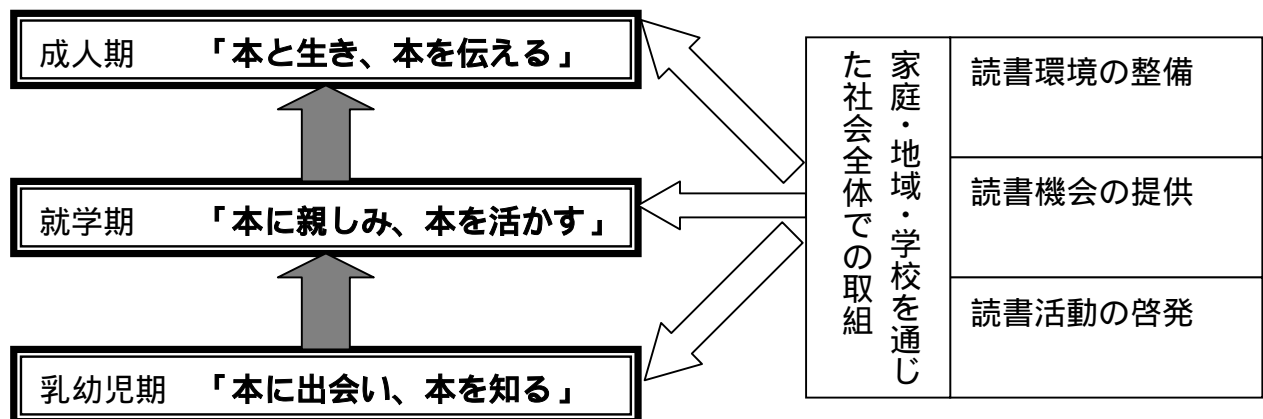 成人期 「本と生き、本を伝える」
就学期 「本に親しみ、本を活かす」
乳幼児期 「本に出会い、本を知る」
家庭・地域・学校を通じ
た社会全体での取組
読書環境の整備
読書機会の提供
読書活動の啓発